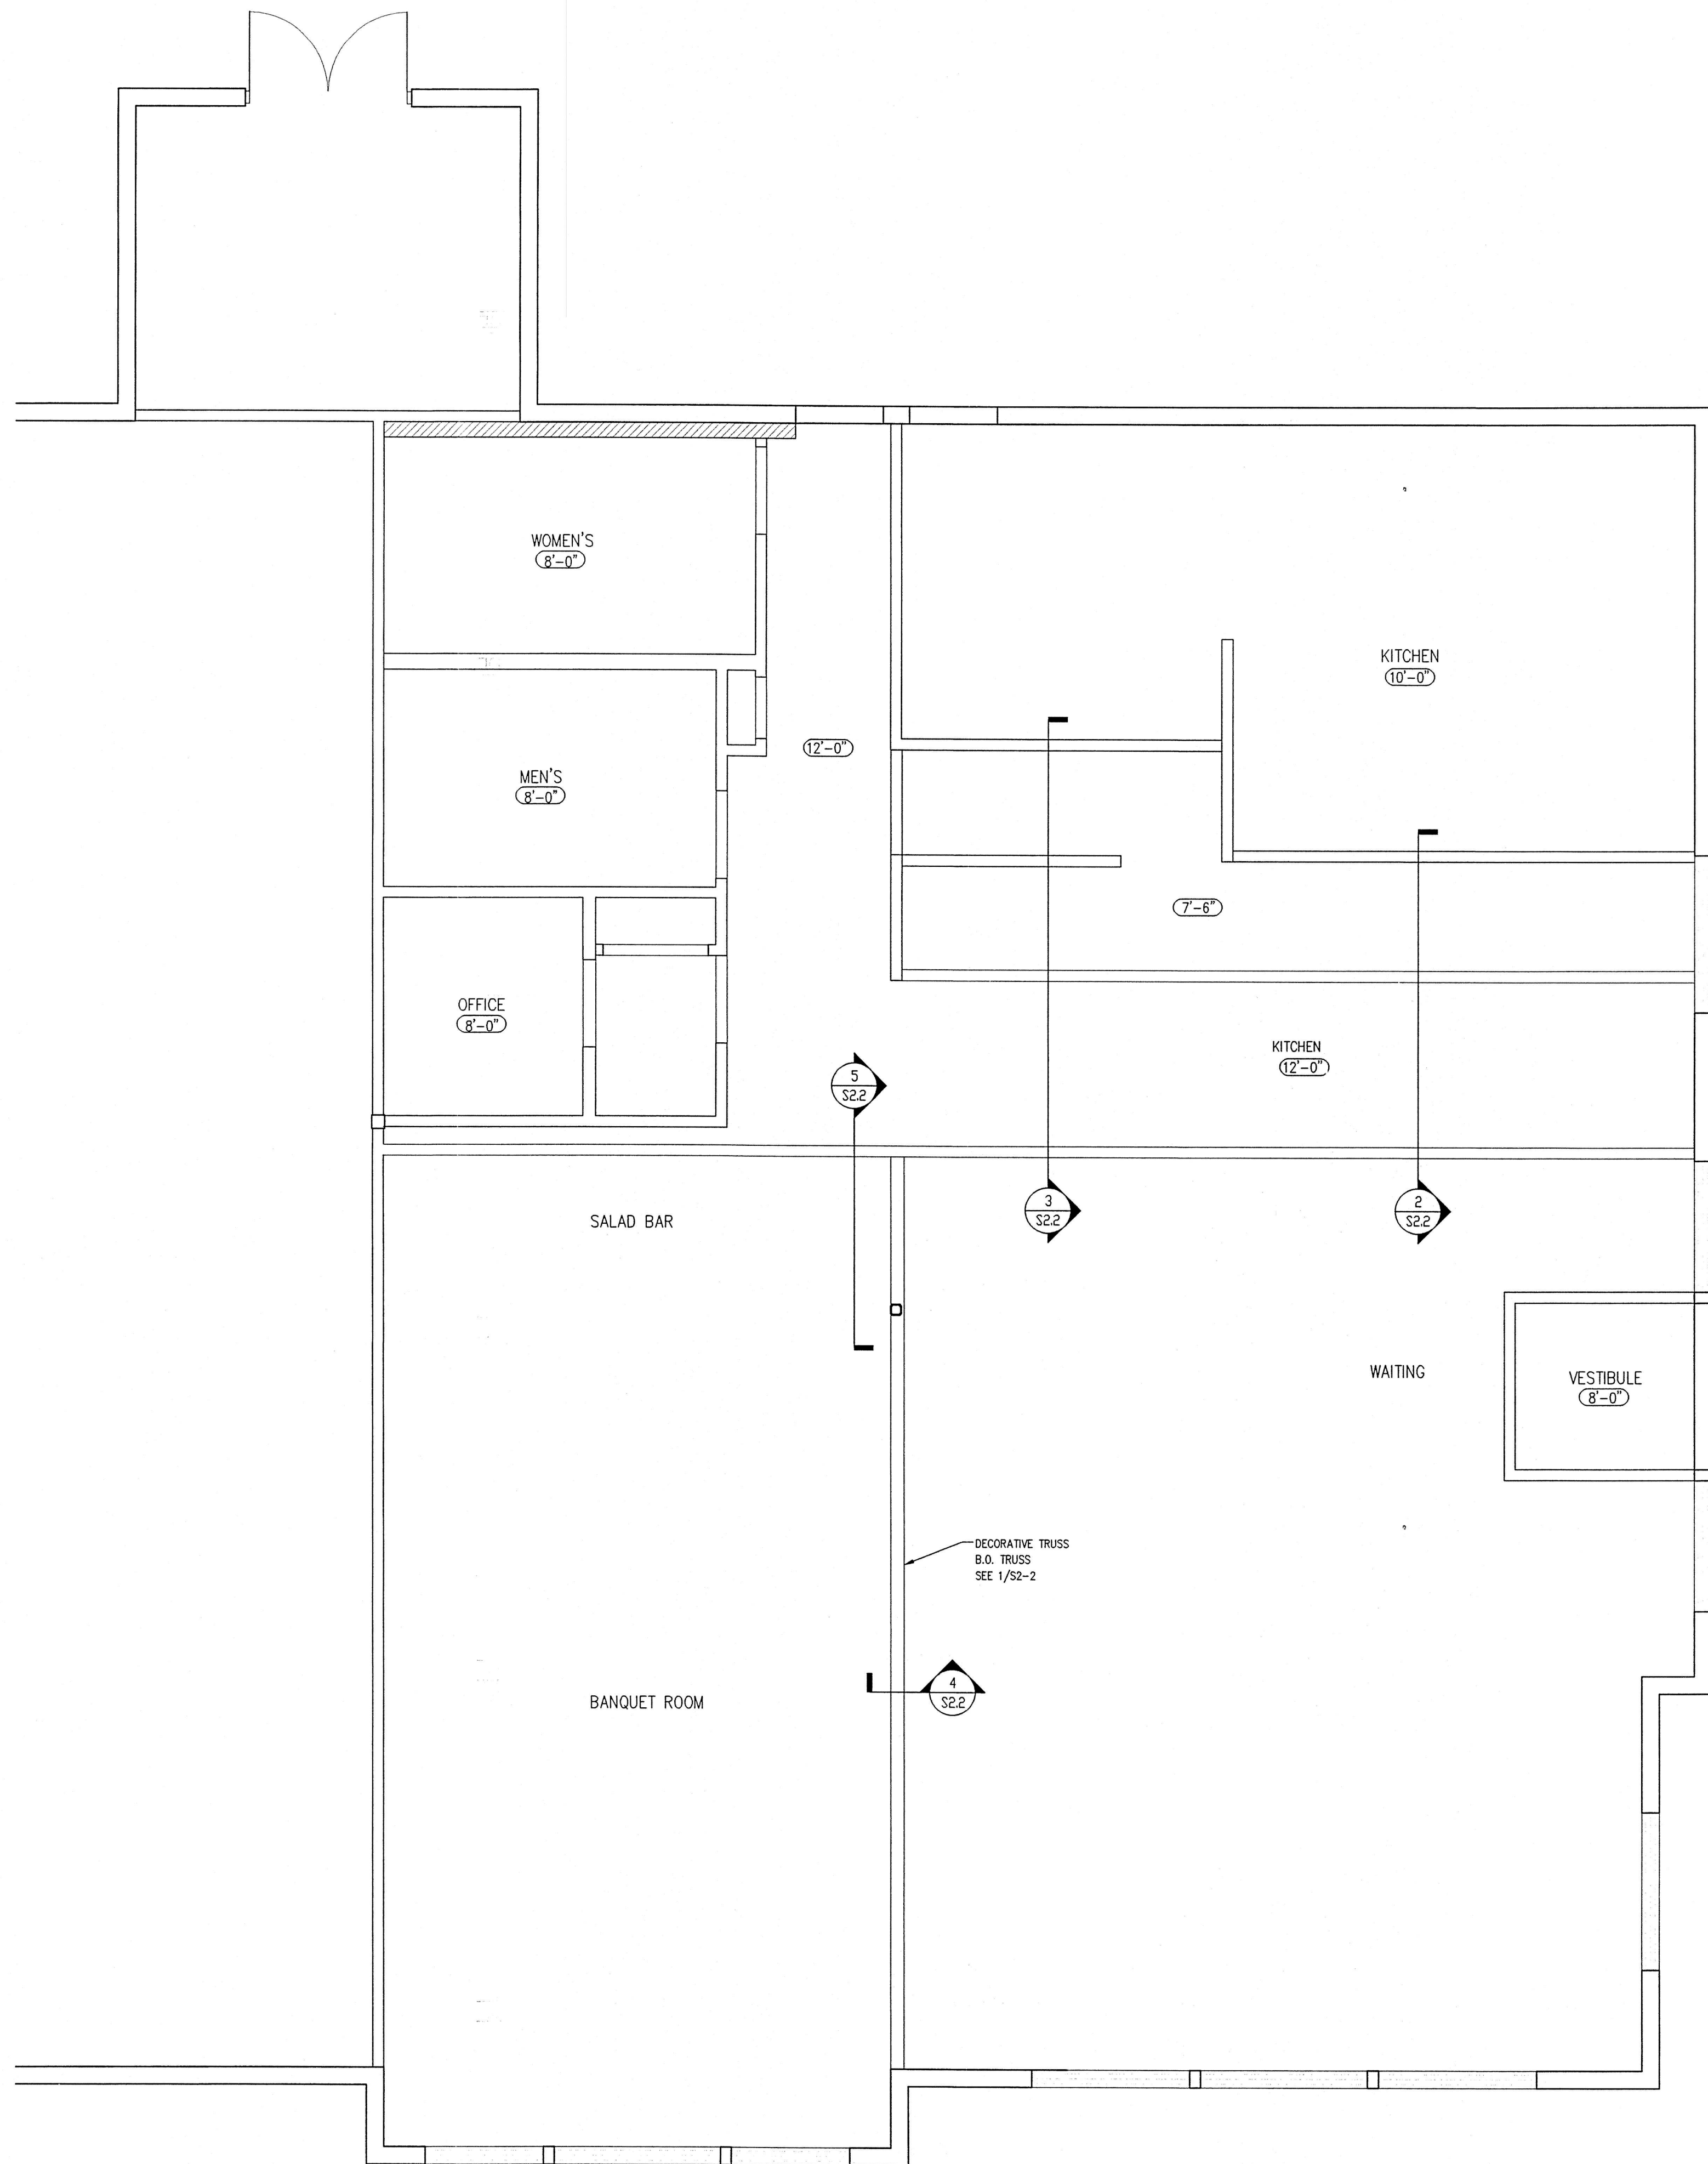 WOMEN'S
8'-0"
KITCHEN
10'-0"
12'-0"
MEN'S
8'-0"
7'-6"
OFFICE
8'-0"
KITCHEN
12'-0"
5
S2.2
3
S2.2
2
S2.2
SALAD BAR
WAITING
VESTIBULE
8'-0"
DECORATIVE TRUSS
B.O. TRUSS
SEE 1/S2-2
4
S2.2
BANQUET ROOM